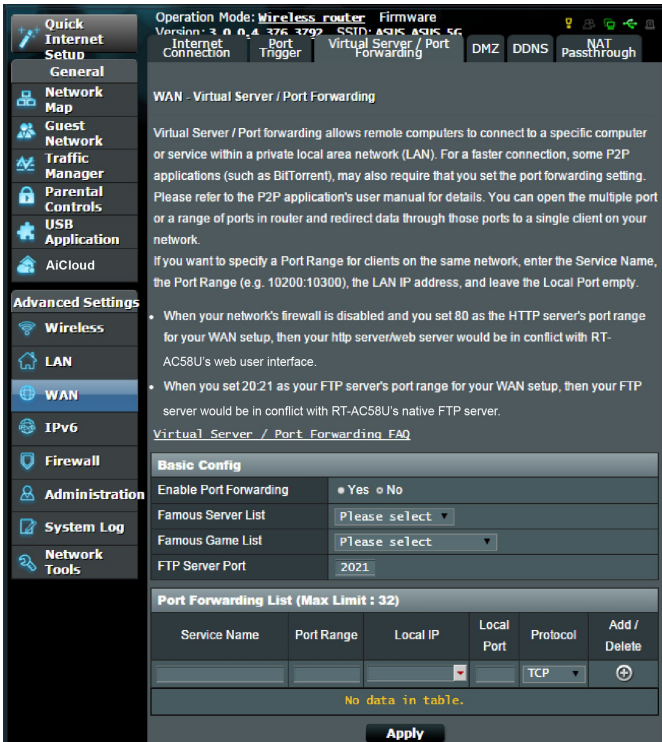 Quick
Internet
Setup
General
Network
Map
Guest
Network
Traffic
Manager
Parental
Controls
USB
Application
AiCloud
Advanced Settings
Wireless
LAN
WAN
IPv6
Firewall
Administration
System Log
Network
Tools
Operation Mode: Wireless router Firmware
Version: 3.0.0.4.376_3792 SSID: ASUS ASUS_5G
Internet
Connection
Port
Trigger
Virtual Server / Port
Forwarding
DMZ
DDNS
NAT
Passthrough
WAN - Virtual Server / Port Forwarding
Virtual Server / Port forwarding allows remote computers to connect to a specific computer
or service within a private local area network (LAN). For a faster connection, some P2P
applications (such as BitTorrent), may also require that you set the port forwarding setting.
Please refer to the P2P application's user manual for details. You can open the multiple port
or a range of ports in router and redirect data through those ports to a single client on your
network.
If you want to specify a Port Range for clients on the same network, enter the Service Name,
the Port Range (e.g. 10200:10300), the LAN IP address, and leave the Local Port empty.
• When your network's firewall is disabled and you set 80 as the HTTP server's port range
for your WAN setup, then your http server/web server would be in conflict with RT-
AC58U's web user interface.
• When you set 20:21 as your FTP server's port range for your WAN setup, then your FTP
server would be in conflict with RT-AC58U's native FTP server.
Virtual Server / Port Forwarding FAQ
Basic Config
Enable Port Forwarding Yes No
Famous Server List Please select
Famous Game List Please select
FTP Server Port 2021
Port Forwarding List (Max Limit : 32)
Service Name Port Range Local IP Local Port Protocol Add / Delete
TCP
No data in table.
Apply